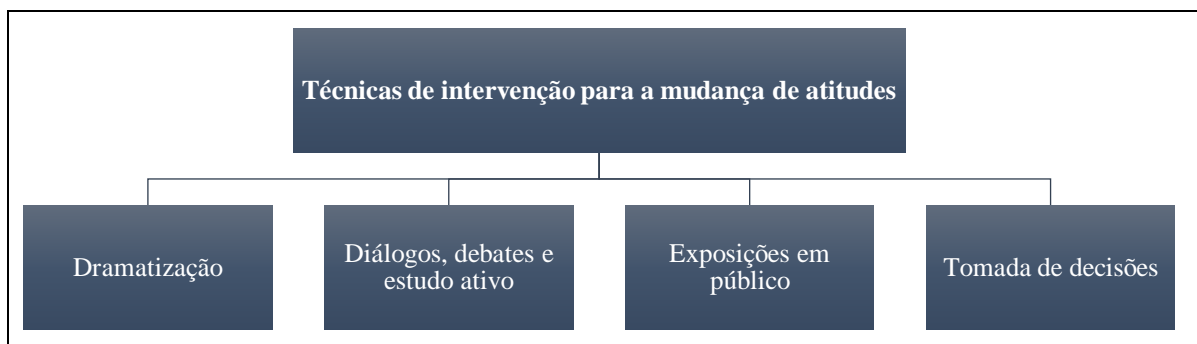 Técnicas de intervenção para a mudança de atitudes
Dramatização
Diálogos, debates e
estudo ativo
Exposições em
público
Tomada de decisões